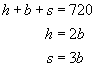 h + b + s = 720
h = 2b
s = 3b